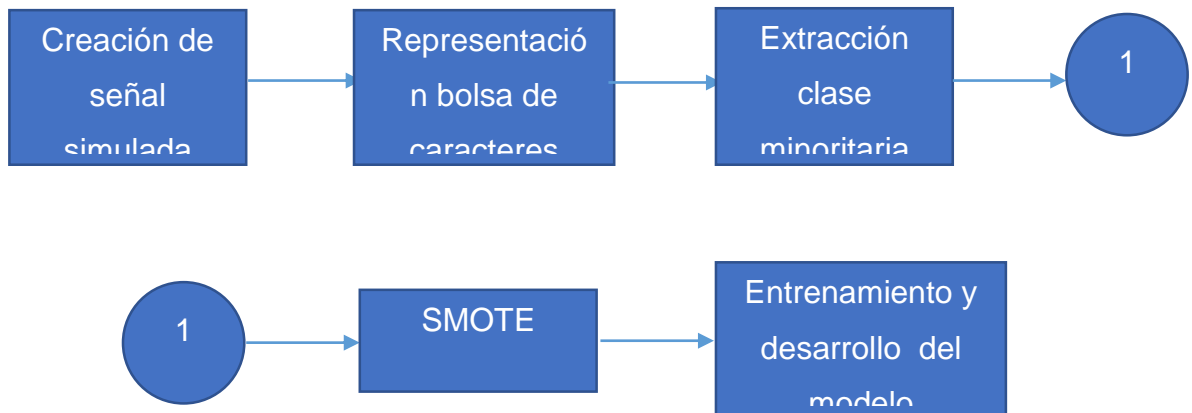 Creación de
señal
simulada
Representació
n bolsa de
caracteres
Extracción
clase
minoritaria
1
1
SMOTE
Entrenamiento y
desarrollo del
modelo